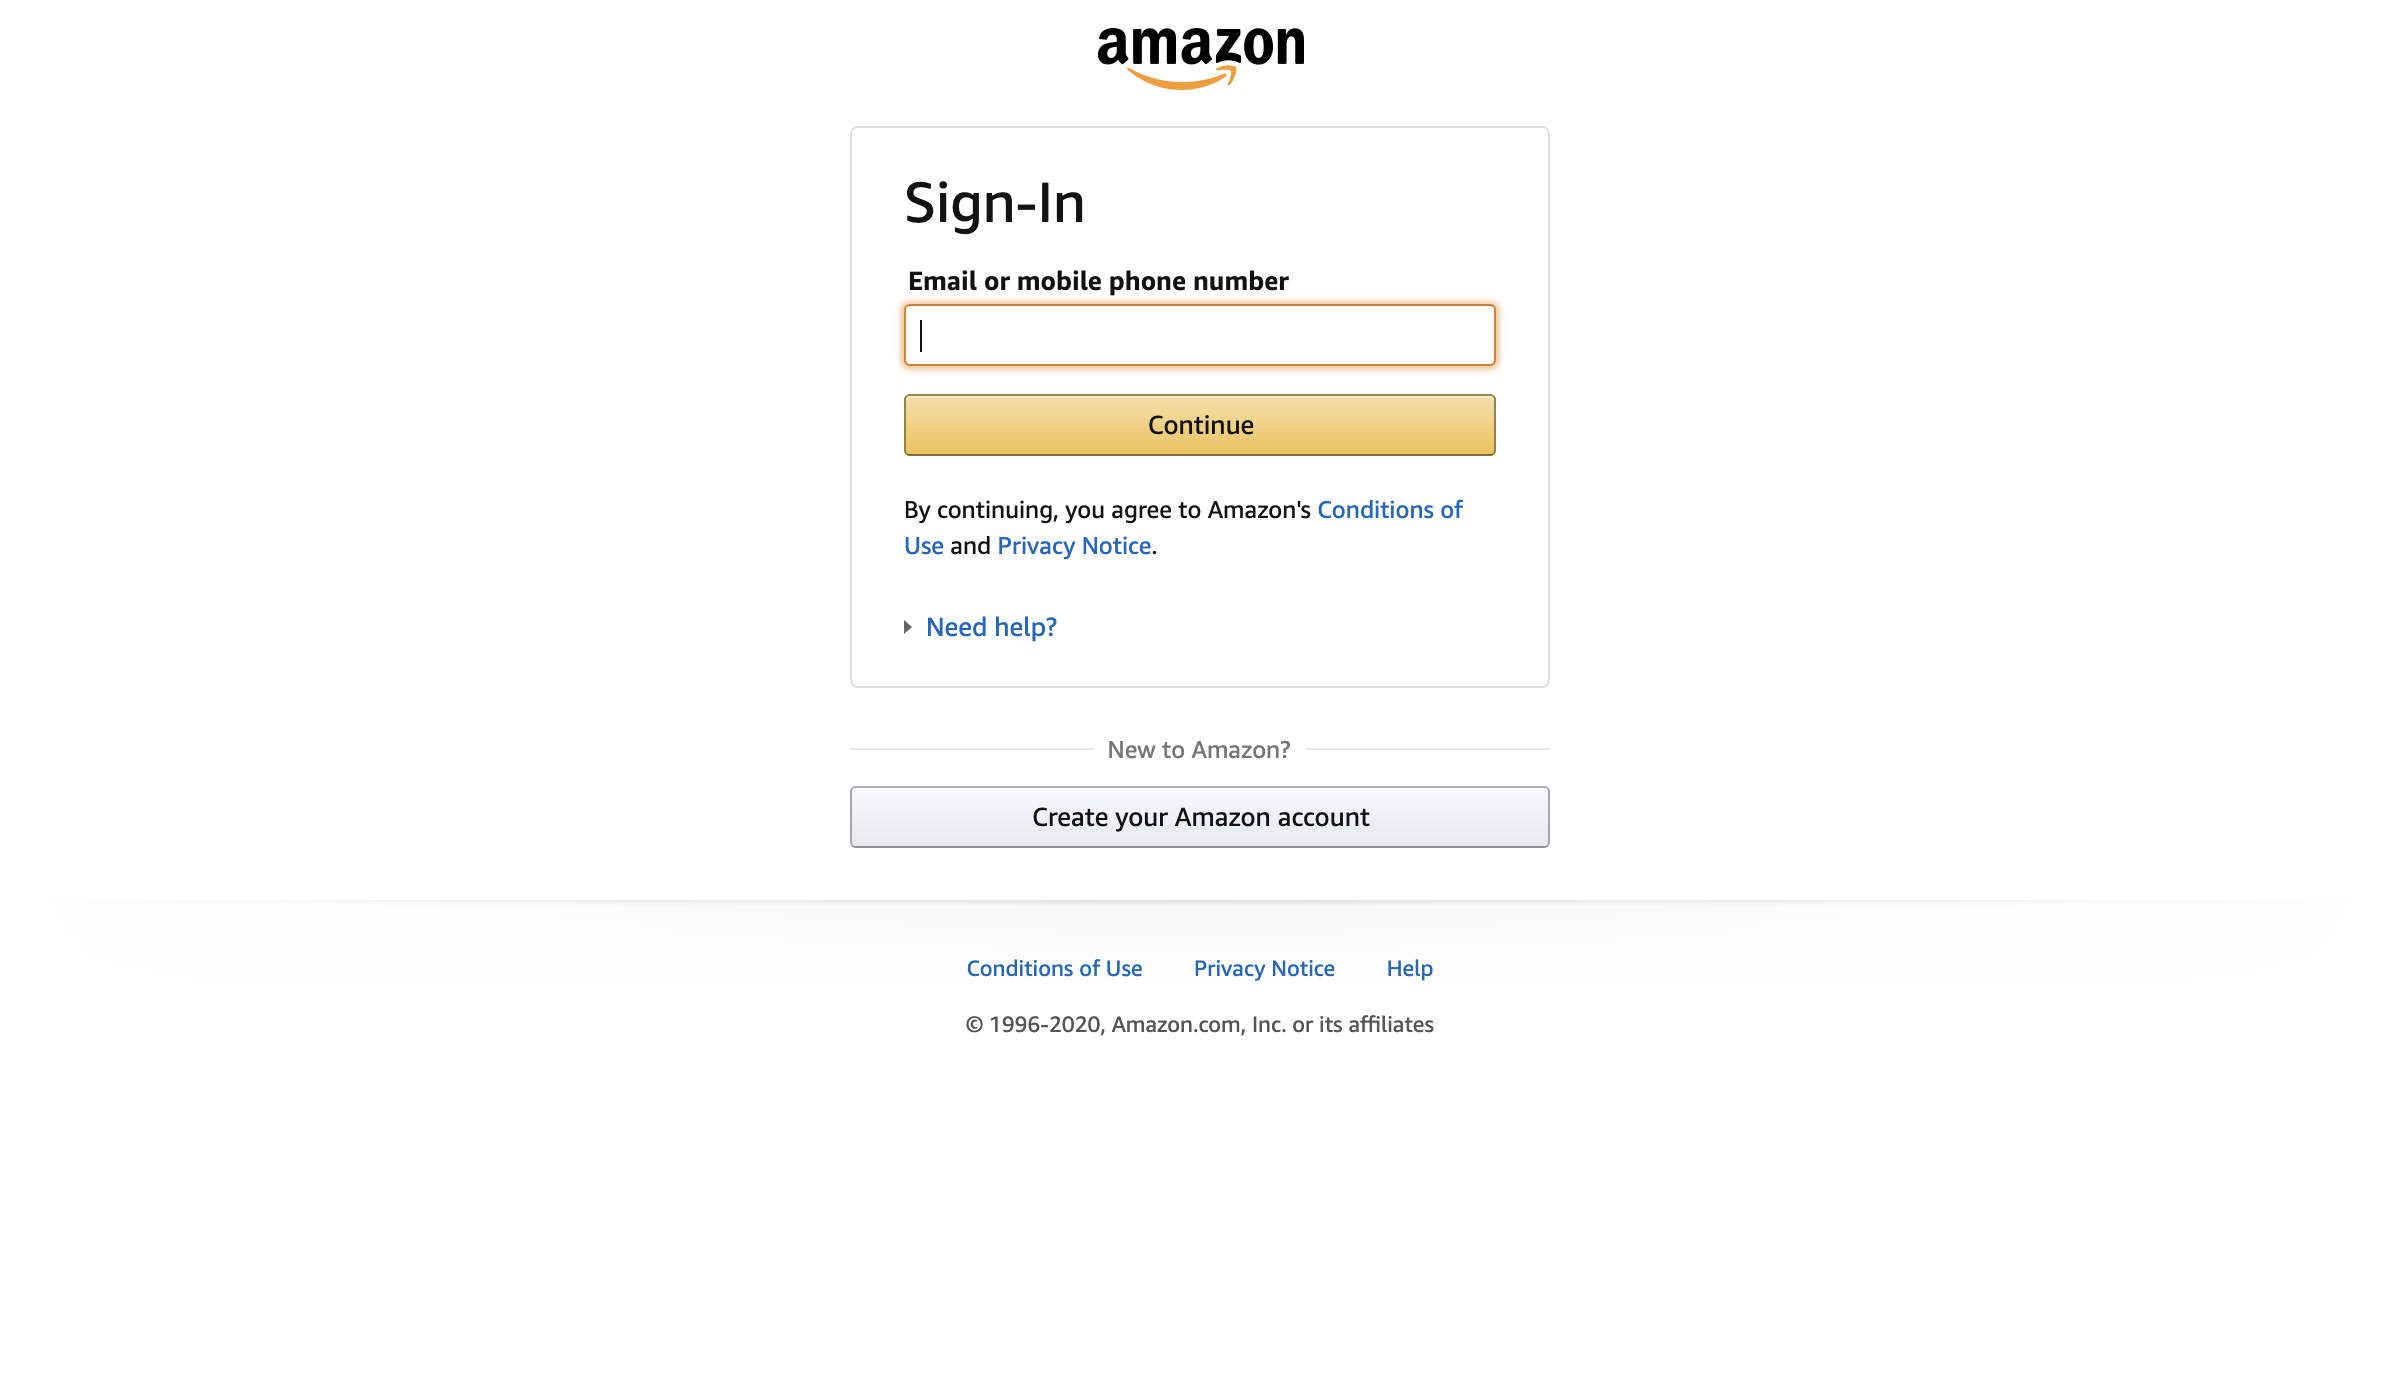 amazon
Sign-In
Email or mobile phone number
Continue
By continuing, you agree to Amazon's Conditions of
Use and Privacy Notice.
Need help?
New to Amazon?
Create your Amazon account
Conditions of Use Privacy Notice Help
© 1996-2020, Amazon.com, Inc. or its affiliates